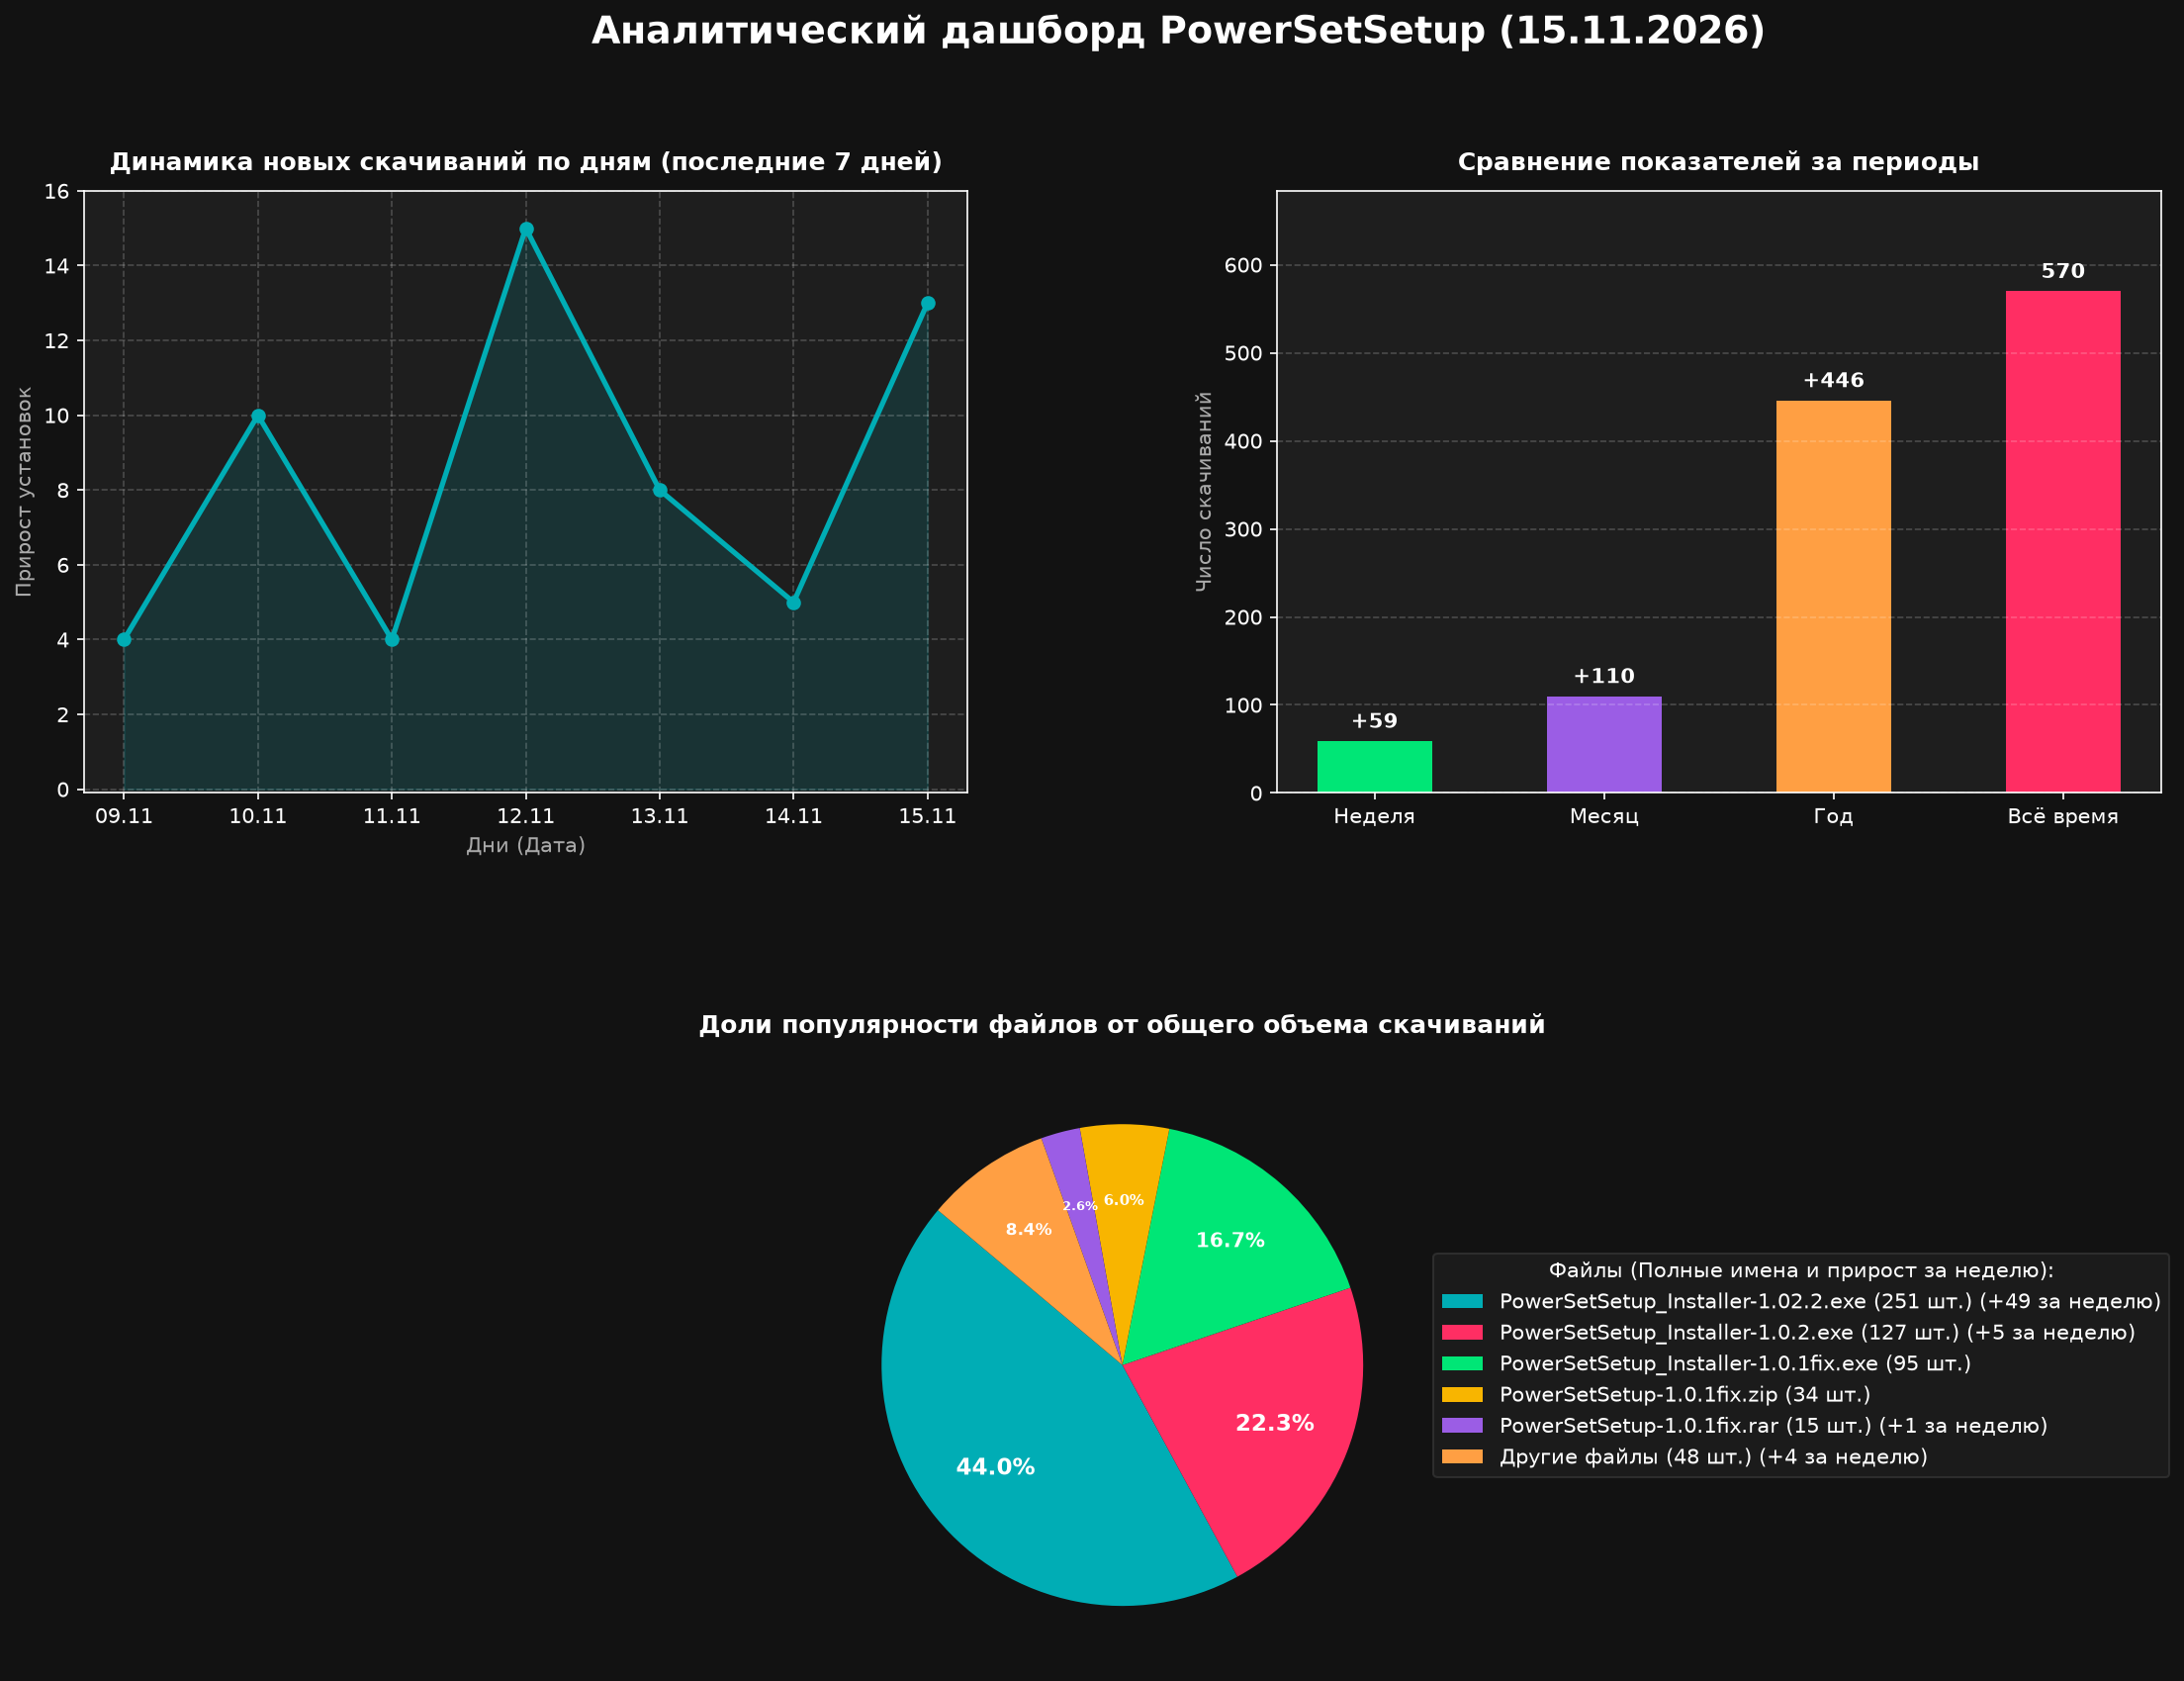 Аналитический дашборд PowerSetSetup (15.11.2026)
Динамика новых скачиваний по дням (последние 7 дней)
16
14
12
10
8
6
4
2
0
Прирост установок
09.11 10.11 11.11 12.11 13.11 14.11 15.11
Дни (Дата)
Сравнение показателей за периоды
600
500
400
300
200
100
0
Число скачиваний
+59
+110
+446
570
Неделя Месяц Год Всё время
Доли популярности файлов от общего объема скачиваний
8.4%
2.6%
6.0%
16.7%
22.3%
44.0%
Файлы (Полные имена и прирост за неделю):
PowerSetSetup_Installer-1.02.2.exe (251 шт.) (+49 за неделю)
PowerSetSetup_Installer-1.0.2.exe (127 шт.) (+5 за неделю)
PowerSetSetup_Installer-1.0.1fix.exe (95 шт.)
PowerSetSetup-1.0.1fix.zip (34 шт.)
PowerSetSetup-1.0.1fix.rar (15 шт.) (+1 за неделю)
Другие файлы (48 шт.) (+4 за неделю)